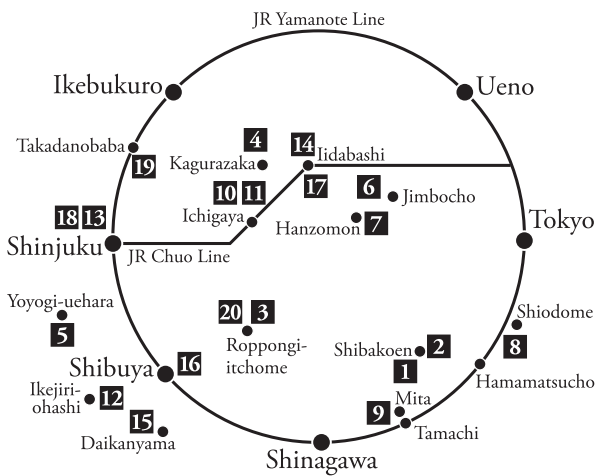 JR Yamanote Line
Ikebukuro
Ueno
Takadanobaba
19
4
Kagurazaka
14
Iidabashi
17
10 11
Ichigaya
6
Jimbocho
Hanzomon
7
18 13
Shinjuku
JR Chuo Line
Tokyo
Yoyogi-uehara
5
20 3
Roppongi-
itchome
Shiodome
8
Shibakoen
2
1
Hamamatsucho
Shibuya
16
Ikejiri-
ohashi
12
15
Daikanyama
Mita
9
Tamachi
Shinagawa